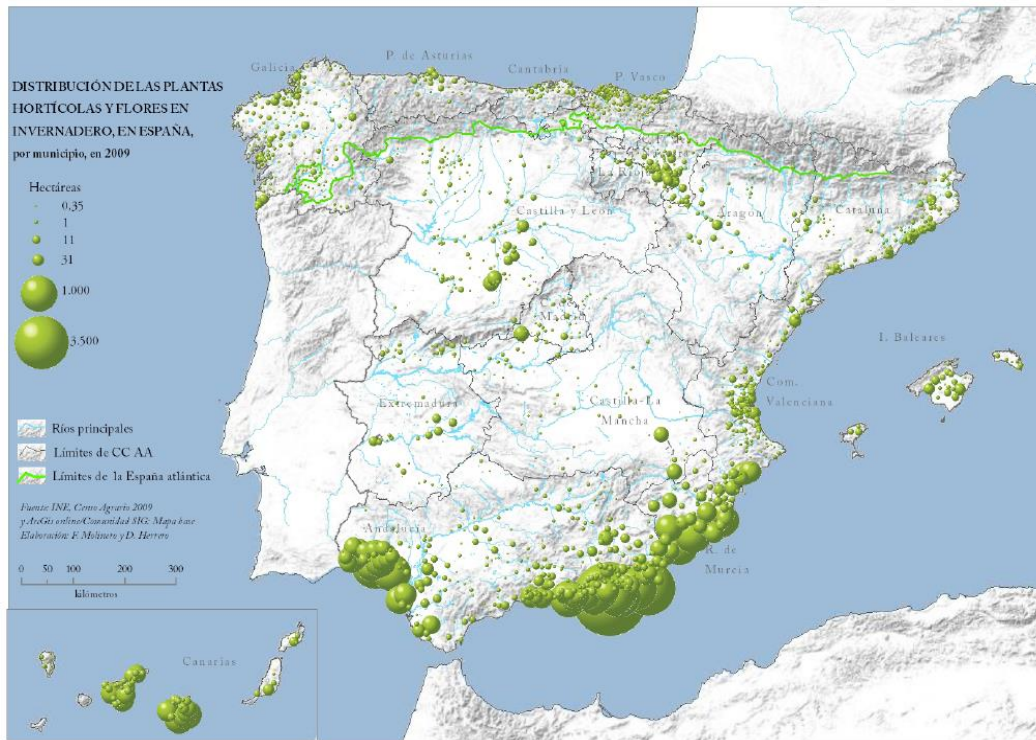 DISTRIBUCIÓN DE LAS PLANTAS
HORTÍCOLAS Y FLORES EN
INVERNADERO, EN ESPAÑA,
por municipio, en 2009
Hectáreas
0,35
1
11
31
1.000
3.500
Ríos principales
Límites de CC AA
Límites de la España atlántica
Fuente: INE, Censo Agrario 2009
y ArcGis online/Comunidad SIG: Mapa base
Elaboración: F. Molinero y D. Herrero
0 50 100 200 300
kilómetros
Galicia
P. de Asturias
Cantabria
P. Vasco
La Rioja
Castilla y León
Aragón
Cataluña
Madrid
I. Baleares
Com.
Valenciana
Extremadura
Castilla-La
Mancha
Andalucía
R. de
Murcia
Canarias